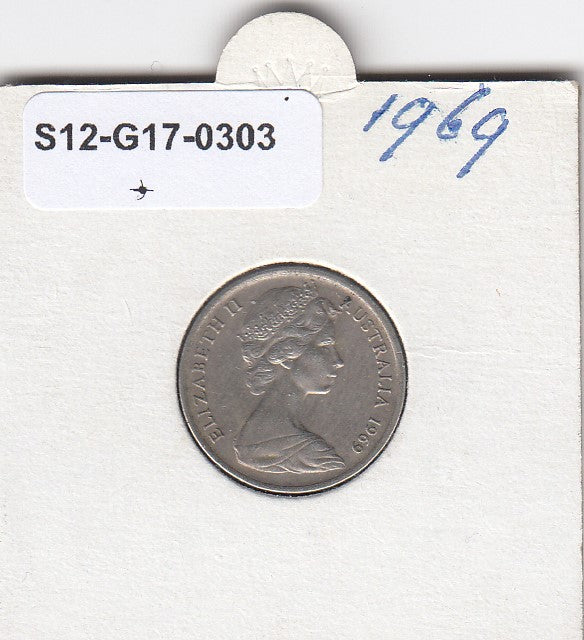 S12-G17-0303
1969
ELIZABETH II
AUSTRALIA 1969